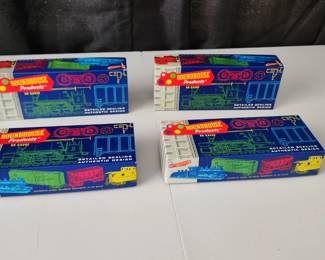 ROUNDHOUSE
Products
HO SCALE
DETAILED SCALING
AUTHENTIC DESIGN
ROUNDHOUSE
Products
HO SCALE
DETAILED SCALING
AUTHENTIC DESIGN
ROUNDHOUSE
Products
HO SCALE
DETAILED SCALING
AUTHENTIC DESIGN
ROUNDHOUSE
Products
HO SCALE
DETAILED SCALING
AUTHENTIC DESIGN